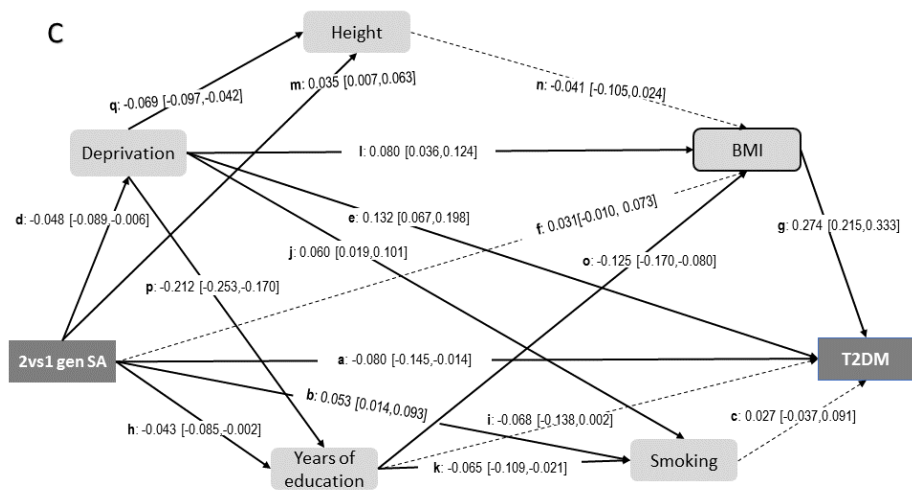 C
Height
q: -0.069 [-0.097,-0.042]
m: 0.035 [0.007,0.063]
n: -0.041 [-0.105,0.024]
Deprivation
l: 0.080 [0.036,0.124]
BMI
d: -0.048 [-0.089,-0.006]
e: 0.132 [0.067,0.198]
f: 0.031[-0.010, 0.073]
g: 0.274 [0.215,0.333]
j: 0.060 [0.019,0.101]
o: -0.125 [-0.170,-0.080]
p: -0.212 [-0.253,-0.170]
2vs1 gen SA
a: -0.080 [-0.145,-0.014]
T2DM
b: 0.053 [0.014,0.093]
i: -0.068 [-0.138,0.002]
c: 0.027 [-0.037,0.091]
h: -0.043 [-0.085,-0.002]
Years of
education
k: -0.065 [-0.109,-0.021]
Smoking